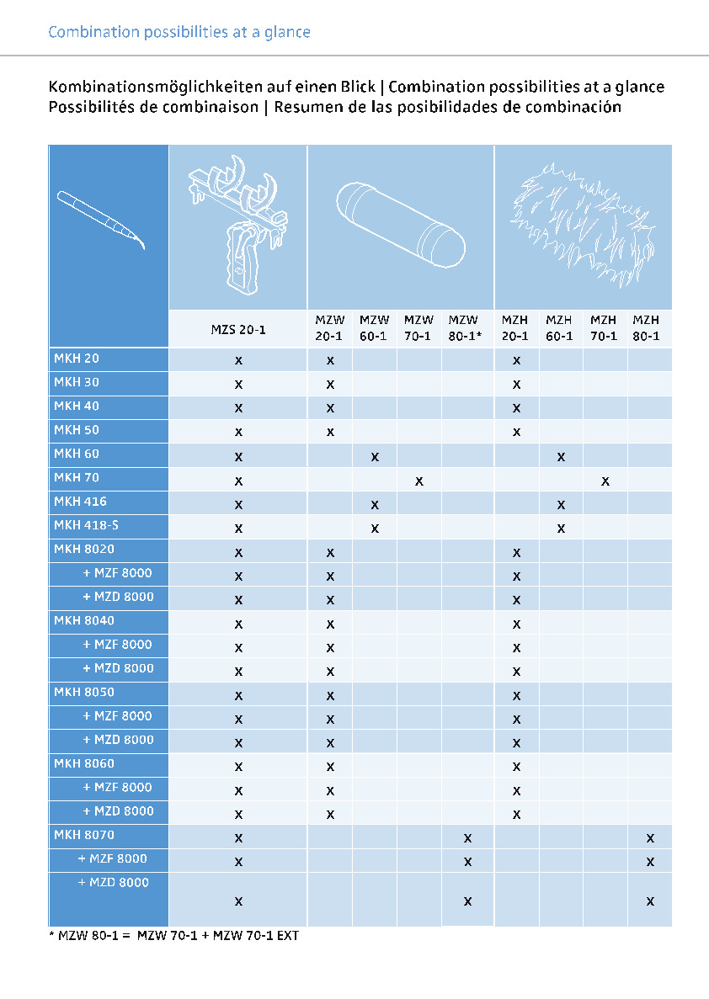 Combination possibilities at a glance
Kombinationsmöglichkeiten auf einen Blick | Combination possibilities at a glance
Possibilités de combinaison | Resumen de las posibilidades de combinación
MZS 20-1 MZW 20-1 MZW 60-1 MZW 70-1 MZW 80-1* MZH 20-1 MZH 60-1 MZH 70-1 MZH 80-1
MKH 20 x x x
MKH 30 x x x
MKH 40 x x x
MKH 50 x x x
MKH 60 x x x
MKH 70 x x x
MKH 416 x x x
MKH 418-S x x x
MKH 8020 x x x
+ MZF 8000 x x x
+ MZD 8000 x x x
MKH 8040 x x x
+ MZF 8000 x x x
+ MZD 8000 x x x
MKH 8050 x x x
+ MZF 8000 x x x
+ MZD 8000 x x x
MKH 8060 x x x
+ MZF 8000 x x x
+ MZD 8000 x x x
MKH 8070 x x x
+ MZF 8000 x x x
+ MZD 8000
x x x
* MZW 80-1 = MZW 70-1 + MZW 70-1 EXT